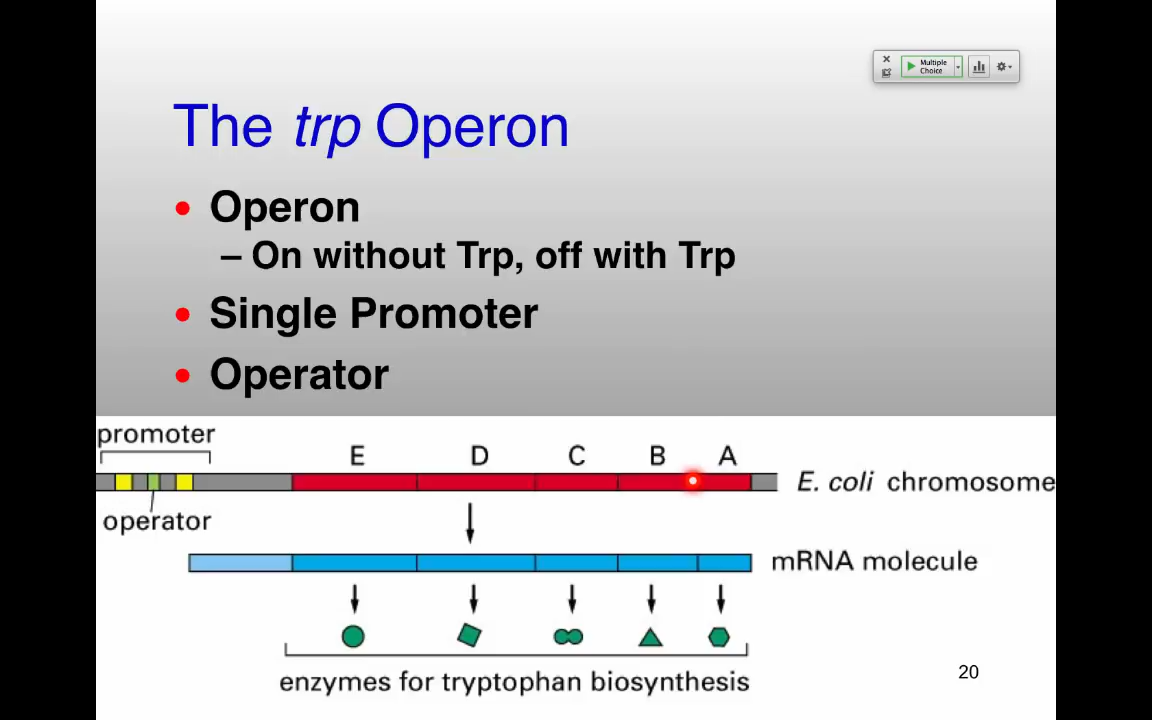 Multiple
Choice
The trp Operon
• Operon
– On without Trp, off with Trp
• Single Promoter
• Operator
promoter
E D C B A
E. coli chromosome
operator
mRNA molecule
enzymes for tryptophan biosynthesis
20